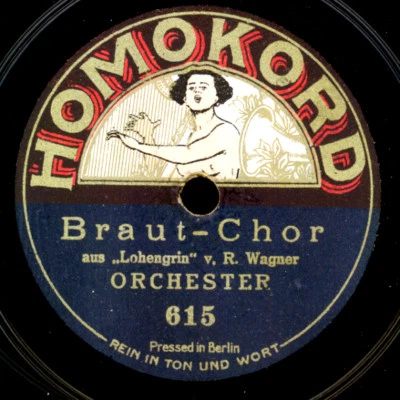 HOMOKORD
Braut-Chor
aus „Lohengrin" v. R. Wagner
ORCHESTER
615
Pressed in Berlin
REIN IN TON UND WORT